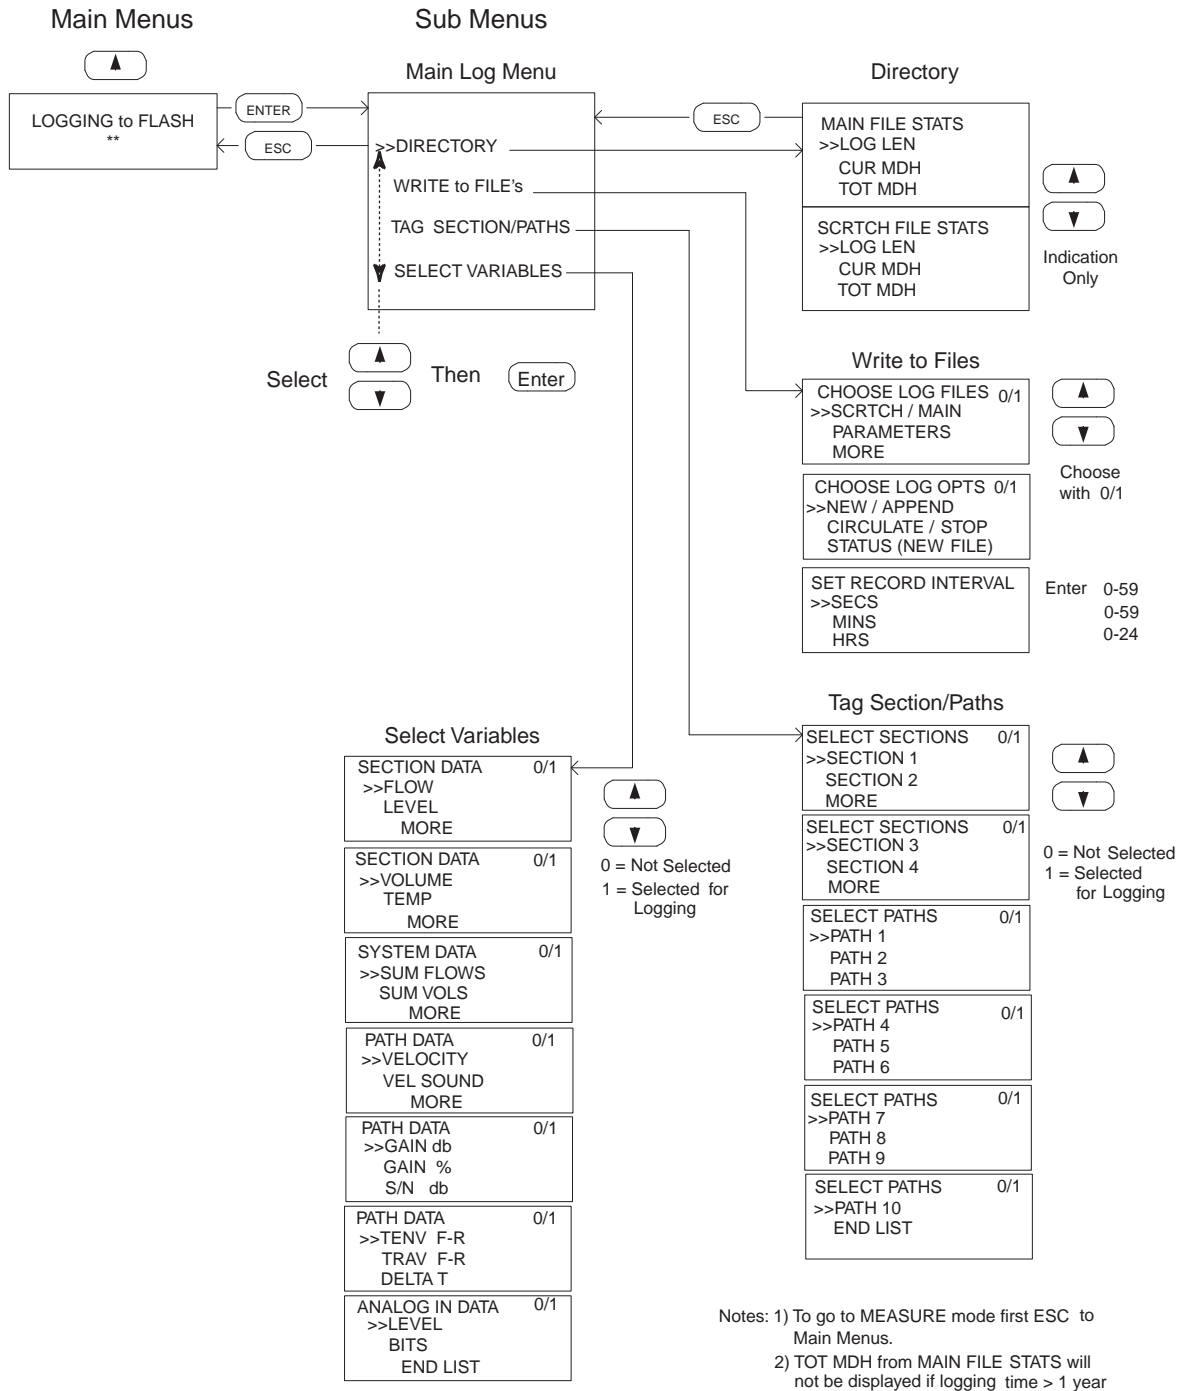 Main Menus
Sub Menus
Main Log Menu
Directory
LOGGING to FLASH
**
ENTER
ESC
>>DIRECTORY
WRITE to FILE's
TAG SECTION/PATHS
SELECT VARIABLES
ESC
MAIN FILE STATS
>>LOG LEN
CUR MDH
TOT MDH
SCRTCH FILE STATS
>>LOG LEN
CUR MDH
TOT MDH
Indication
Only
Select
Then
Enter
Write to Files
CHOOSE LOG FILES 0/1
>>SCRTCH / MAIN
PARAMETERS
MORE
Choose
with 0/1
CHOOSE LOG OPTS 0/1
>>NEW / APPEND
CIRCULATE / STOP
STATUS (NEW FILE)
SET RECORD INTERVAL
>>SECS
MINS
HRS
Enter 0-59
0-59
0-24
Tag Section/Paths
SELECT SECTIONS 0/1
>>SECTION 1
SECTION 2
MORE
SELECT SECTIONS 0/1
>>SECTION 3
SECTION 4
MORE
0 = Not Selected
1 = Selected
for Logging
SELECT PATHS 0/1
>>PATH 1
PATH 2
PATH 3
SELECT PATHS 0/1
>>PATH 4
PATH 5
PATH 6
SELECT PATHS 0/1
>>PATH 7
PATH 8
PATH 9
SELECT PATHS 0/1
>>PATH 10
END LIST
Select Variables
SECTION DATA 0/1
>>FLOW
LEVEL
MORE
SECTION DATA 0/1
>>VOLUME
TEMP
MORE
0 = Not Selected
1 = Selected for
Logging
SYSTEM DATA 0/1
>>SUM FLOWS
SUM VOLS
MORE
PATH DATA 0/1
>>VELOCITY
VEL SOUND
MORE
PATH DATA 0/1
>>GAIN db
GAIN %
S/N db
PATH DATA 0/1
>>TENV F-R
TRAV F-R
DELTA T
ANALOG IN DATA 0/1
>>LEVEL
BITS
END LIST
Notes: 1) To go to MEASURE mode first ESC to
Main Menus.
2) TOT MDH from MAIN FILE STATS will
not be displayed if logging time > 1 year